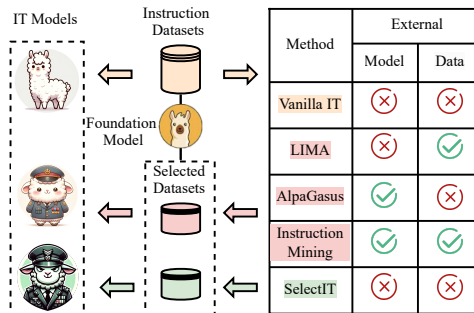 IT Models
Instruction
Datasets
Foundation
Model
Selected
Datasets
Method
External
Model
Data
Vanilla IT
LIMA
AlpaGasus
Instruction
Mining
SelectIT